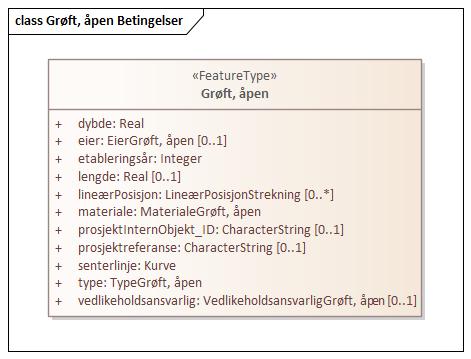 class Grøft, åpen Betingelser
«FeatureType»
Grøft, åpen
+ dybde: Real
+ eier: EierGrøft, åpen [0..1]
+ etableringsår: Integer
+ lengde: Real [0..1]
+ lineærPosisjon: LineærPosisjonStrekning [0..*]
+ materiale: MaterialeGrøft, åpen
+ prosjektInternObjekt_ID: CharacterString [0..1]
+ prosjektreferanse: CharacterString [0..1]
+ senterlinje: Kurve
+ type: TypeGrøft, åpen
+ vedlikeholdsansvarlig: VedlikeholdsansvarligGrøft, åpen [0..1]